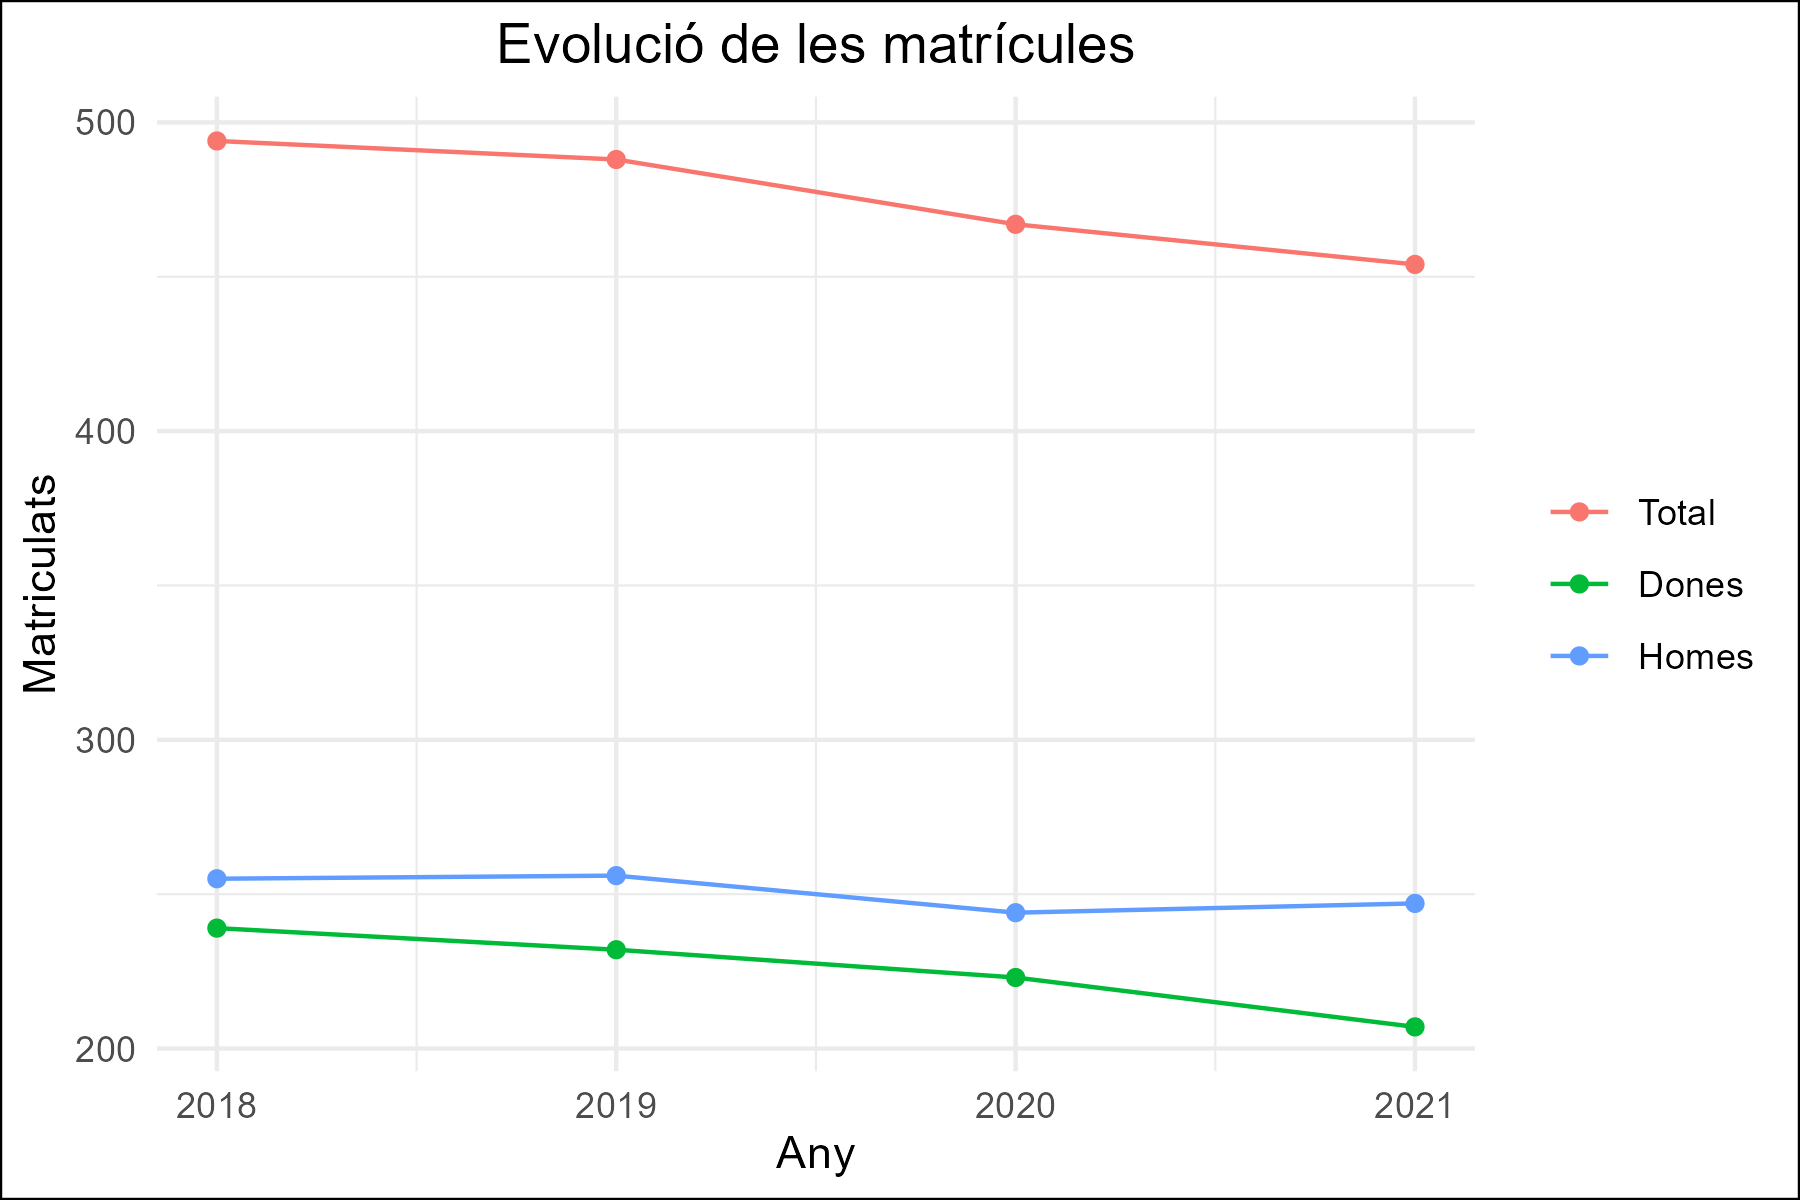 Evolució de les matrícules
500
400
300
200
Matriculats
2018 2019 2020 2021
Any
Total
Dones
Homes